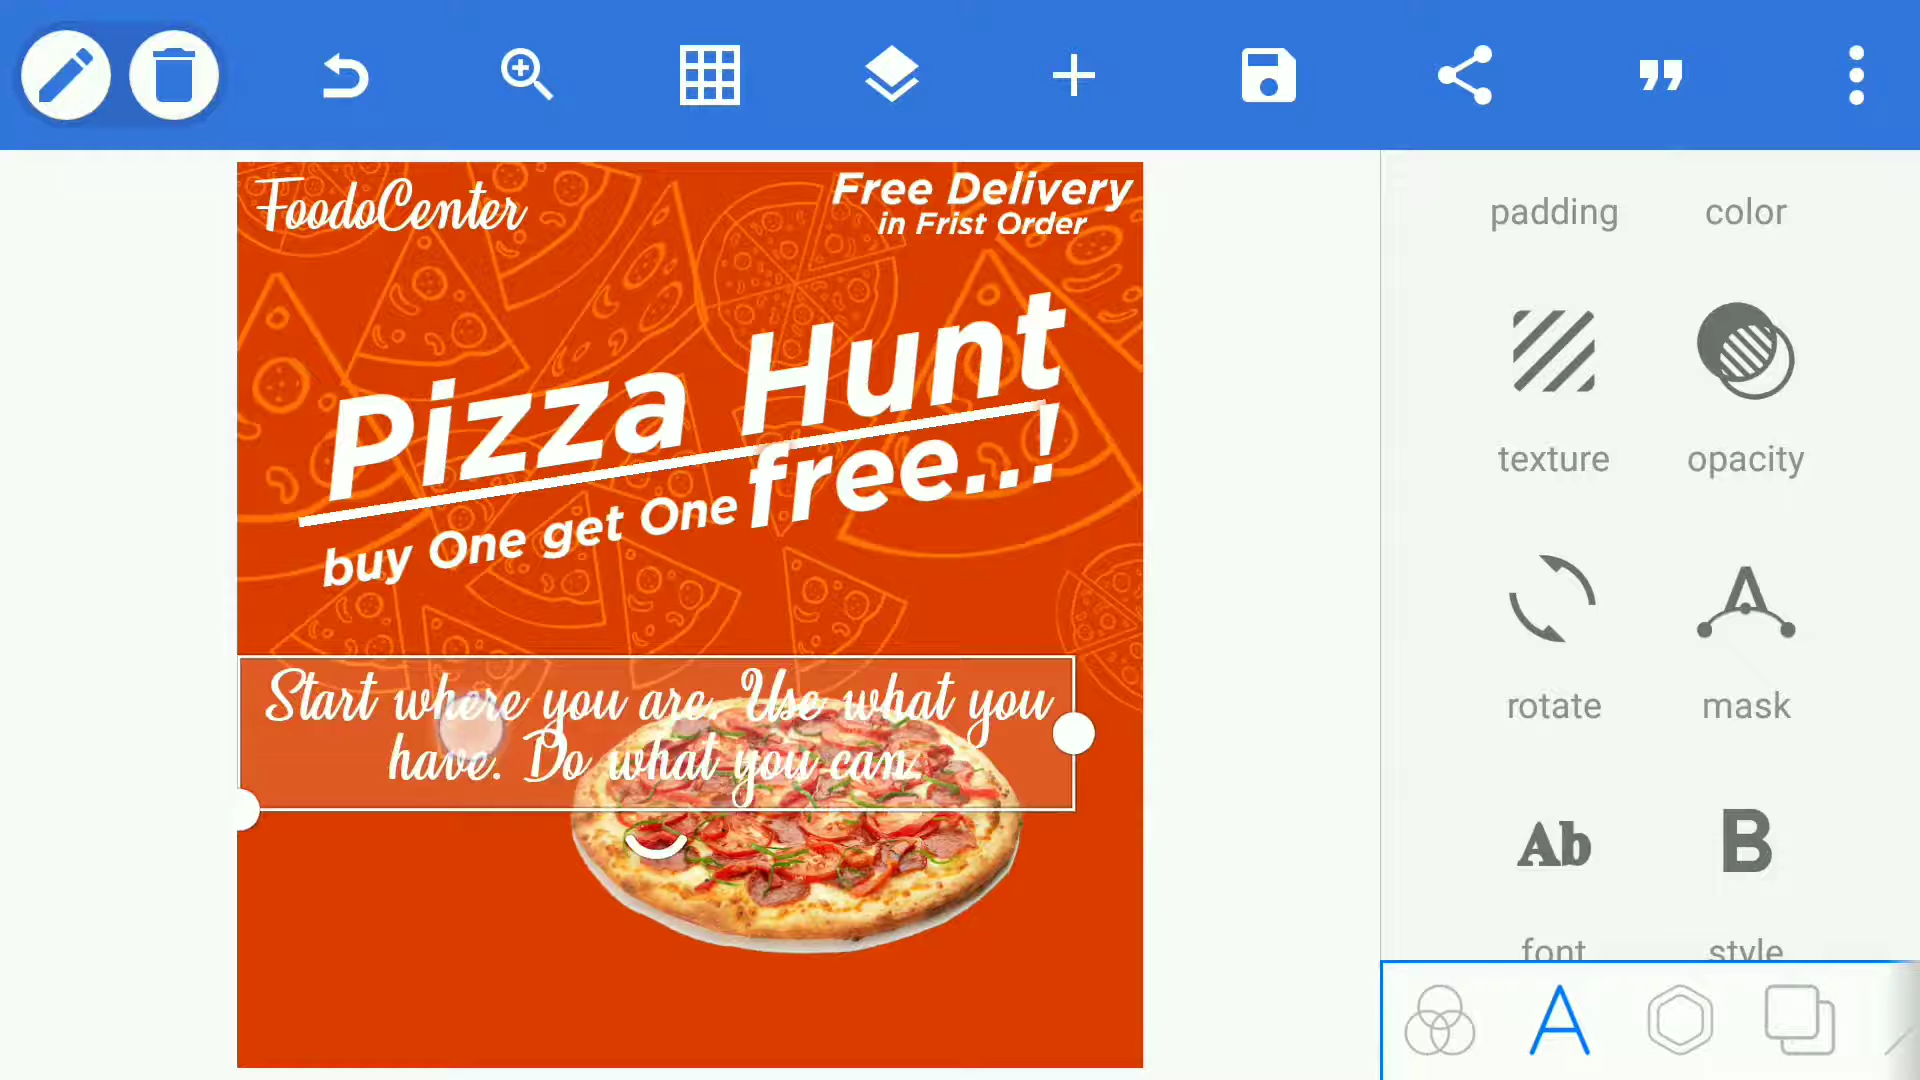 FoodoCenter
Free Delivery
in Frist Order
Pizza Hunt
buy One get One free..!
Start where you are. Use what you
have. Do what you can.
padding color
texture opacity
rotate mask
Ab B
font style
A